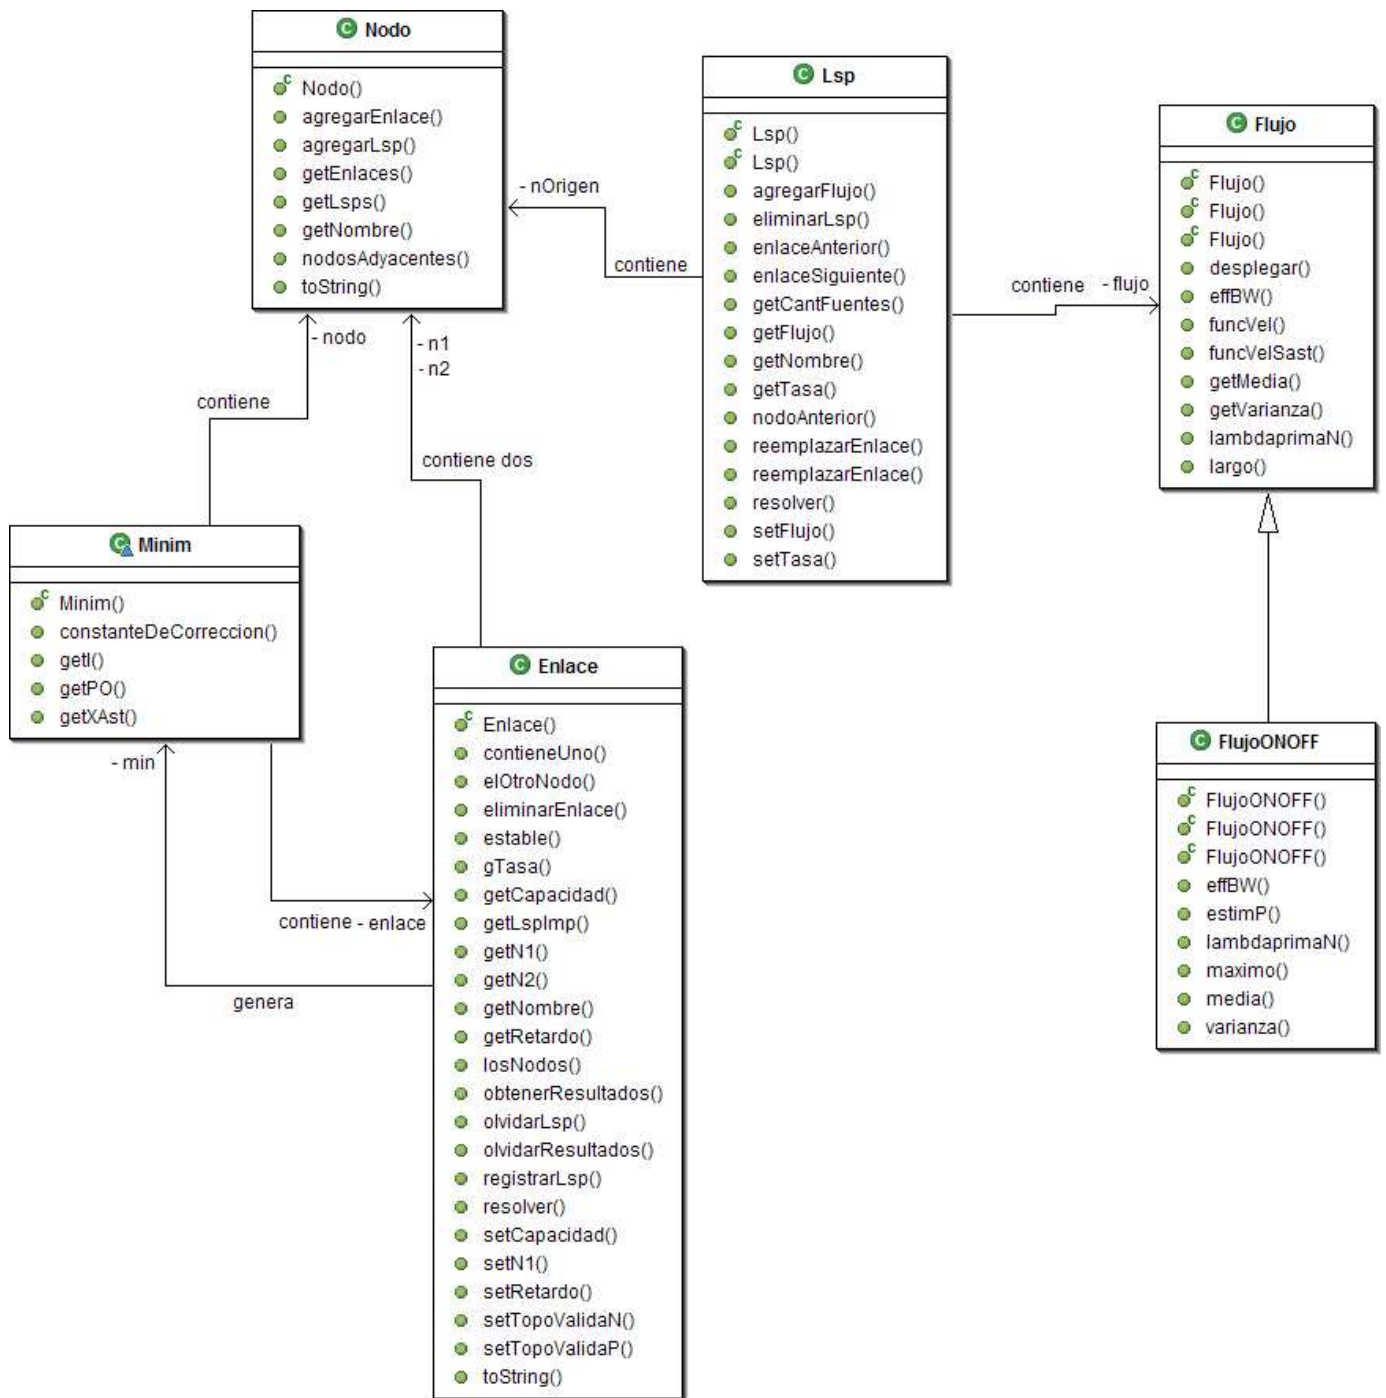 Nodo
Nodo()
agregarEnlace()
agregarLsp()
getEnlaces()
getLsps()
getNombre()
nodosAdyacentes()
toString()
Lsp
Lsp()
Lsp()
agregarFlujo()
eliminarLsp()
enlaceAnterior()
enlaceSiguiente()
getCantFuentes()
getFlujo()
getNombre()
getTasa()
nodoAnterior()
reemplazarEnlace()
reemplazarEnlace()
resolver()
setFlujo()
setTasa()
Flujo
Flujo()
Flujo()
Flujo()
desplegar()
effBW()
funcVel()
funcVelSast()
getMedia()
getVarianza()
lambdaprimaN()
largo()
- nOrigen
contiene
contiene - flujo
- nodo
- n1
- n2
contiene
contiene dos
Minim
Minim()
constanteDeCorreccion()
getI()
getPO()
getXAst()
- min
contiene - enlace
genera
Enlace
Enlace()
contieneUno()
elOtroNodo()
eliminarEnlace()
estable()
gTasa()
getCapacidad()
getLspImp()
getN1()
getN2()
getNombre()
getRetardo()
losNodos()
obtenerResultados()
olvidarLsp()
olvidarResultados()
registrarLsp()
resolver()
setCapacidad()
setN1()
setRetardo()
setTopoValidaN()
setTopoValidaP()
toString()
FlujoONOFF
FlujoONOFF()
FlujoONOFF()
FlujoONOFF()
effBW()
estimP()
lambdaprimaN()
maximo()
media()
varianza()